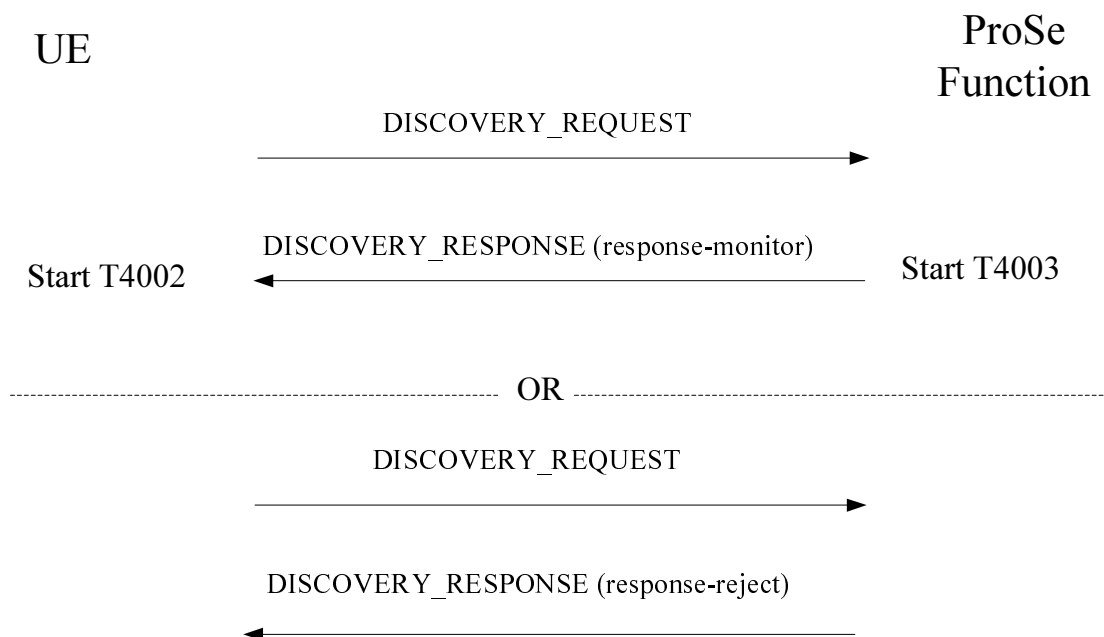 UE
ProSe
Function
DISCOVERY_REQUEST
DISCOVERY_RESPONSE (response-monitor)
Start T4002
Start T4003
OR
DISCOVERY_REQUEST
DISCOVERY_RESPONSE (response-reject)